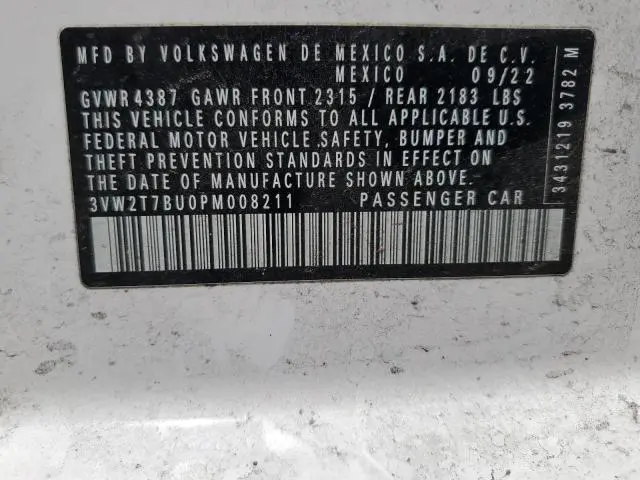 MFD BY VOLKSWAGEN DE MEXICO S.A. DE C.V.
MEXICO 09/22
GVWR 4387 GAWR FRONT 2315 / REAR 2183 LBS
THIS VEHICLE CONFORMS TO ALL APPLICABLE U.S.
FEDERAL MOTOR VEHICLE SAFETY, BUMPER AND
THEFT PREVENTION STANDARDS IN EFFECT ON
THE DATE OF MANUFACTURE SHOWN ABOVE.
3VW2T7BU0PM008211 PASSENGER CAR
3431219 3782 M